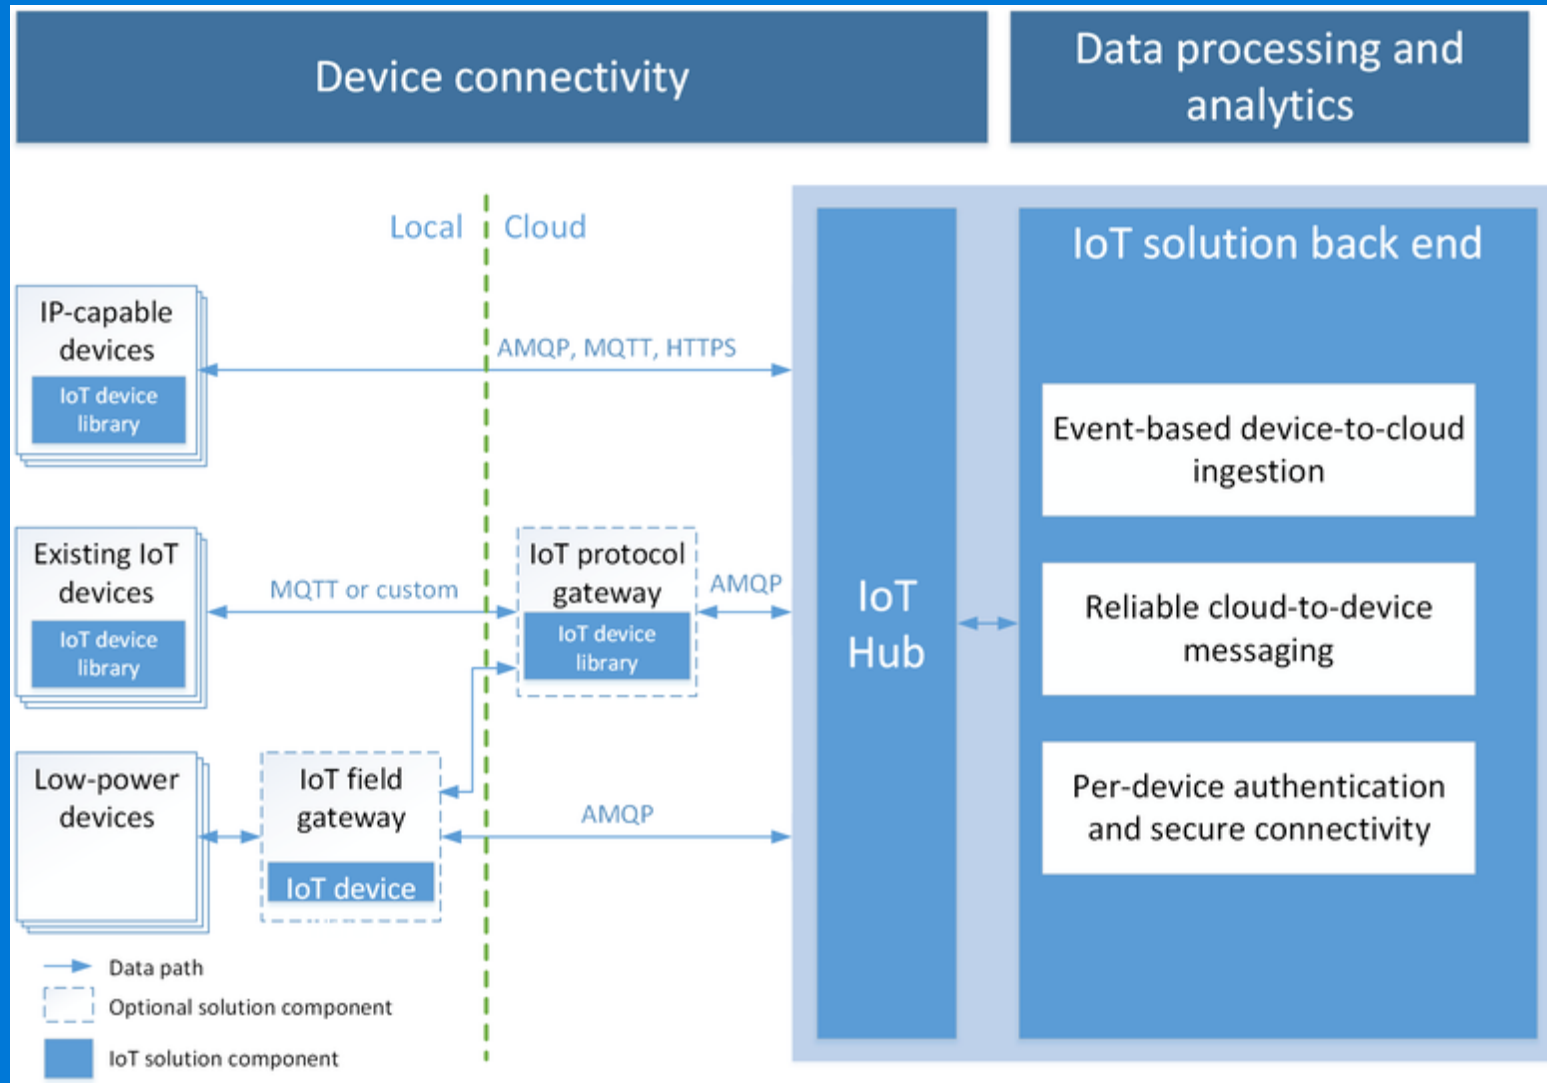 Device connectivity
Data processing and
analytics
Local
Cloud
IoT solution back end
IP-capable
devices
IoT device
library
AMQP, MQTT, HTTPS
Event-based device-to-cloud
ingestion
Existing IoT
devices
IoT device
library
MQTT or custom
IoT protocol
gateway
IoT device
library
AMQP
IoT
Hub
Reliable cloud-to-device
messaging
Low-power
devices
IoT field
gateway
IoT device
AMQP
Per-device authentication
and secure connectivity
Data path
Optional solution component
IoT solution component